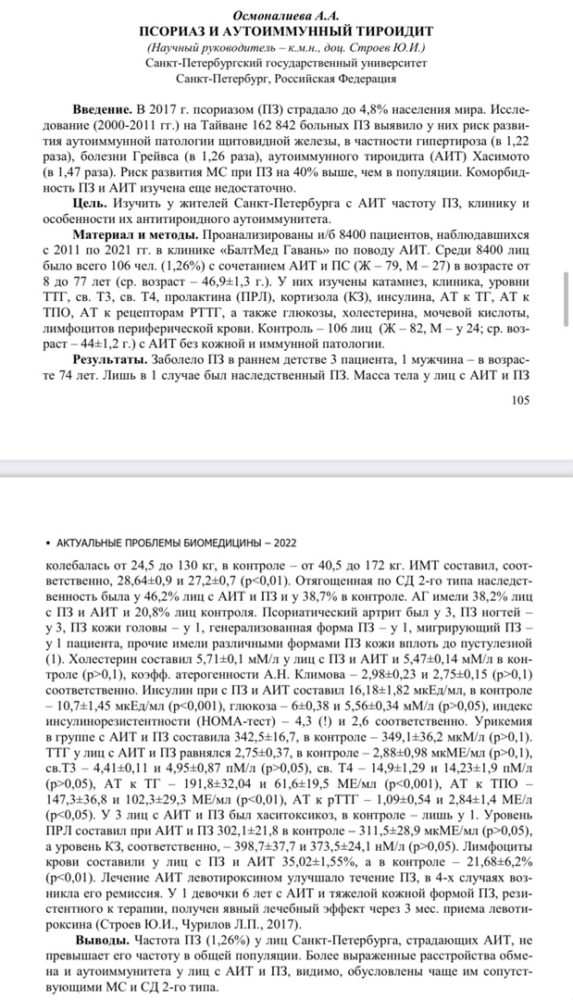 Осмоналиева А.А.
ПСОРИАЗ И АУТОИММУННЫЙ ТИРОИДИТ
(Научный руководитель – к.м.н., доц. Строев Ю.И.)
Санкт-Петербургский государственный университет
Санкт-Петербург, Российская Федерация
Введение. В 2017 г. псориазом (ПЗ) страдало до 4,8% населения мира. Иссле-
дование (2000-2011 гг.) на Тайване 162 842 больных ПЗ выявило у них риск разви-
тия аутоиммунной патологии щитовидной железы, в частности гипертироза (в 1,22
раза), болезни Грейвса (в 1,26 раза), аутоиммунного тироидита (АИТ) Хасимото
(в 1,47 раза). Риск развития МС при ПЗ на 40% выше, чем в популяции. Коморбид-
ность ПЗ и АИТ изучена еще недостаточно.
Цель. Изучить у жителей Санкт-Петербурга с АИТ частоту ПЗ, клинику и
особенности их антитироидного аутоиммунитета.
Материал и методы. Проанализированы и/б 8400 пациентов, наблюдавшихся
с 2011 по 2021 гг. в клинике «БалтМед Гавань» по поводу АИТ. Среди 8400 лиц
было всего 106 чел. (1,26%) с сочетанием АИТ и ПС (Ж – 79, М – 27) в возрасте от
8 до 77 лет (ср. возраст – 46,9±1,3 г.). У них изучены катамнез, клиника, уровни
ТТГ, св. Т3, св. Т4, пролактина (ПРЛ), кортизола (КЗ), инсулина, АТ к ТГ, АТ к
ТПО, АТ к рецепторам РТТГ, а также глюкозы, холестерина, мочевой кислоты,
лимфоцитов периферической крови. Контроль – 106 лиц (Ж – 82, М – у 24; ср. воз-
раст – 44±1,2 г.) с АИТ без кожной и иммунной патологии.
Результаты. Заболело ПЗ в раннем детстве 3 пациента, 1 мужчина – в возрас-
те 74 лет. Лишь в 1 случае был наследственный ПЗ. Масса тела у лиц с АИТ и ПЗ
105
▪ АКТУАЛЬНЫЕ ПРОБЛЕМЫ БИОМЕДИЦИНЫ – 2022
колебалась от 24,5 до 130 кг, в контроле – от 40,5 до 172 кг. ИМТ составил, соот-
ветственно, 28,64±0,9 и 27,2±0,7 (p<0,01). Отягощенная по СД 2-го типа наследст-
венность была у 46,2% лиц с АИТ и ПЗ и у 38,7% в контроле. АГ имели 38,2% лиц
с ПЗ и АИТ и 20,8% лиц контроля. Псориатический артрит был у 3, ПЗ ногтей –
у 3, ПЗ кожи головы – у 1, генерализованная форма ПЗ – у 1, мигрирующий ПЗ –
у 1 пациента, прочие имели различными формами ПЗ кожи вплоть до пустулезной
(1). Холестерин составил 5,71±0,1 мМ/л у лиц с ПЗ и АИТ и 5,47±0,14 мМ/л в кон-
троле (p>0,1), коэфф. атерогенности А.Н. Климова – 2,98±0,23 и 2,75±0,15 (p>0,1)
соответственно. Инсулин при с ПЗ и АИТ составил 16,18±1,82 мкЕд/мл, в контроле
– 10,7±1,45 мкЕд/мл (p<0,001), глюкоза – 6±0,38 и 5,56±0,34 мМ/л (p>0,05), индекс
инсулинорезистентности (НОМА-тест) – 4,3 (!) и 2,6 соответственно. Урикемия
в группе с АИТ и ПЗ составила 342,5±16,7, в контроле – 349,1±36,2 мкМ/л (p>0,1).
ТТГ у лиц с АИТ и ПЗ равнялся 2,75±0,37, в контроле – 2,88±0,98 мкМЕ/мл (p>0,1),
св.Т3 – 4,41±0,11 и 4,95±0,87 пМ/л (p>0,05), св. Т4 – 14,9±1,29 и 14,23±1,9 пМ/л
(p>0,05), АТ к ТГ – 191,8±32,04 и 61,6±19,5 МЕ/мл (p<0,001), АТ к ТПО –
147,3±36,8 и 102,3±29,3 МЕ/мл (p<0,01), АТ к рТТГ – 1,09±0,54 и 2,84±1,4 МЕ/л
(p<0,05). У 3 лиц с АИТ и ПЗ был хаситоксикоз, в контроле – лишь у 1. Уровень
ПРЛ составил при АИТ и ПЗ 302,1±21,8 в контроле – 311,5±28,9 мкМЕ/мл (p>0,05),
а уровень КЗ, соответственно, – 398,7±37,7 и 373,5±24,1 нМ/л (p>0,05). Лимфоциты
крови составили у лиц с ПЗ и АИТ 35,02±1,55%, а в контроле – 21,68±6,2%
(p<0,01). Лечение АИТ левотироксином улучшало течение ПЗ, в 4-х случаях воз-
никла его ремиссия. У 1 девочки 6 лет с АИТ и тяжелой кожной формой ПЗ, рези-
стентного к терапии, получен явный лечебный эффект через 3 мес. приема левоти-
роксина (Строев Ю.И., Чурилов Л.П., 2017).
Выводы. Частота ПЗ (1,26%) у лиц Санкт-Петербурга, страдающих АИТ, не
превышает его частоту в общей популяции. Более выраженные расстройства обме-
на и аутоиммунитета у лиц с АИТ и ПЗ, видимо, обусловлены чаще им сопутст-
вующими МС и СД 2-го типа.